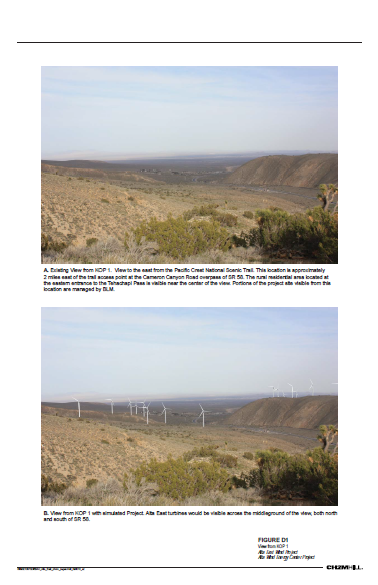 A. Existing View from KOP 1. View to the east from the Pacific Crest National Scenic Trail. This location is approximately
2 miles east of the trail access point at the Cameron Canyon Road overpass of SR 58. The rural residential area located at
the eastern entrance to the Tehachapi Pass is visible near the center of the view. Portions of the project site visible from this
location are managed by BLM.
B. View from KOP 1 with simulated Project. Alta East turbines would be visible across the middleground of the view, both north
and south of SR 58.
FIGURE D1
View from KOP 1
Alta East Wind Project
Alta Wind Energy Center Project
CH2MHILL